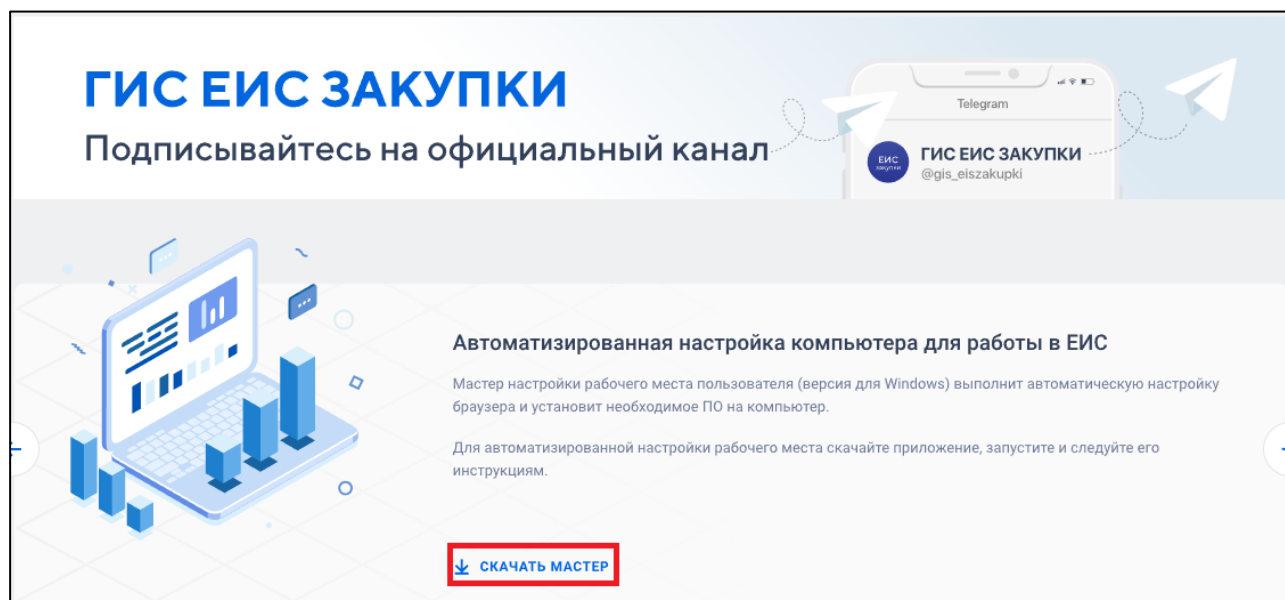 ГИС ЕИС ЗАКУПКИ
Подписывайтесь на официальный канал
Telegram
ЕИС
закупки
ГИС ЕИС ЗАКУПКИ
@gis_eiszakupki
Автоматизированная настройка компьютера для работы в ЕИС
Мастер настройки рабочего места пользователя (версия для Windows) выполнит автоматическую настройку
браузера и установит необходимое ПО на компьютер.
Для автоматизированной настройки рабочего места скачайте приложение, запустите и следуйте его
инструкциям.
СКАЧАТЬ МАСТЕР